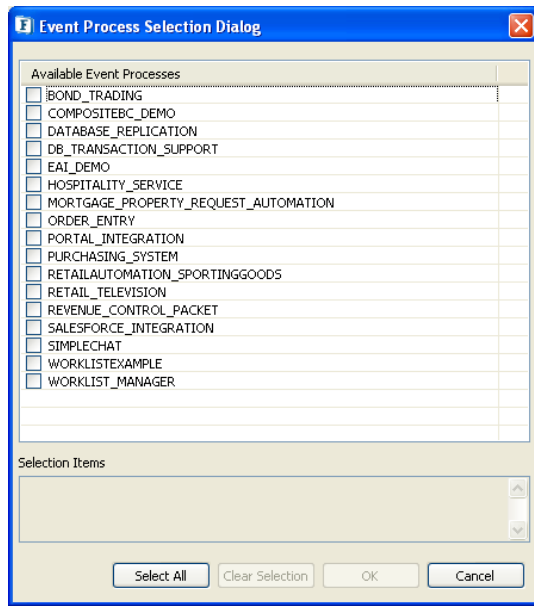 Event Process Selection Dialog
Available Event Processes
BOND_TRADING
COMPOSITEBC_DEMO
DATABASE_REPLICATION
DB_TRANSACTION_SUPPORT
EAI_DEMO
HOSPITALITY_SERVICE
MORTGAGE_PROPERTY_REQUEST_AUTOMATION
ORDER_ENTRY
PORTAL_INTEGRATION
PURCHASING_SYSTEM
RETAILAUTOMATION_SPORTINGGOODS
RETAIL_TELEVISION
REVENUE_CONTROL_PACKET
SALESFORCE_INTEGRATION
SIMPLECHAT
WORKLISTEXAMPLE
WORKLIST_MANAGER
Selection Items
Select All Clear Selection OK Cancel